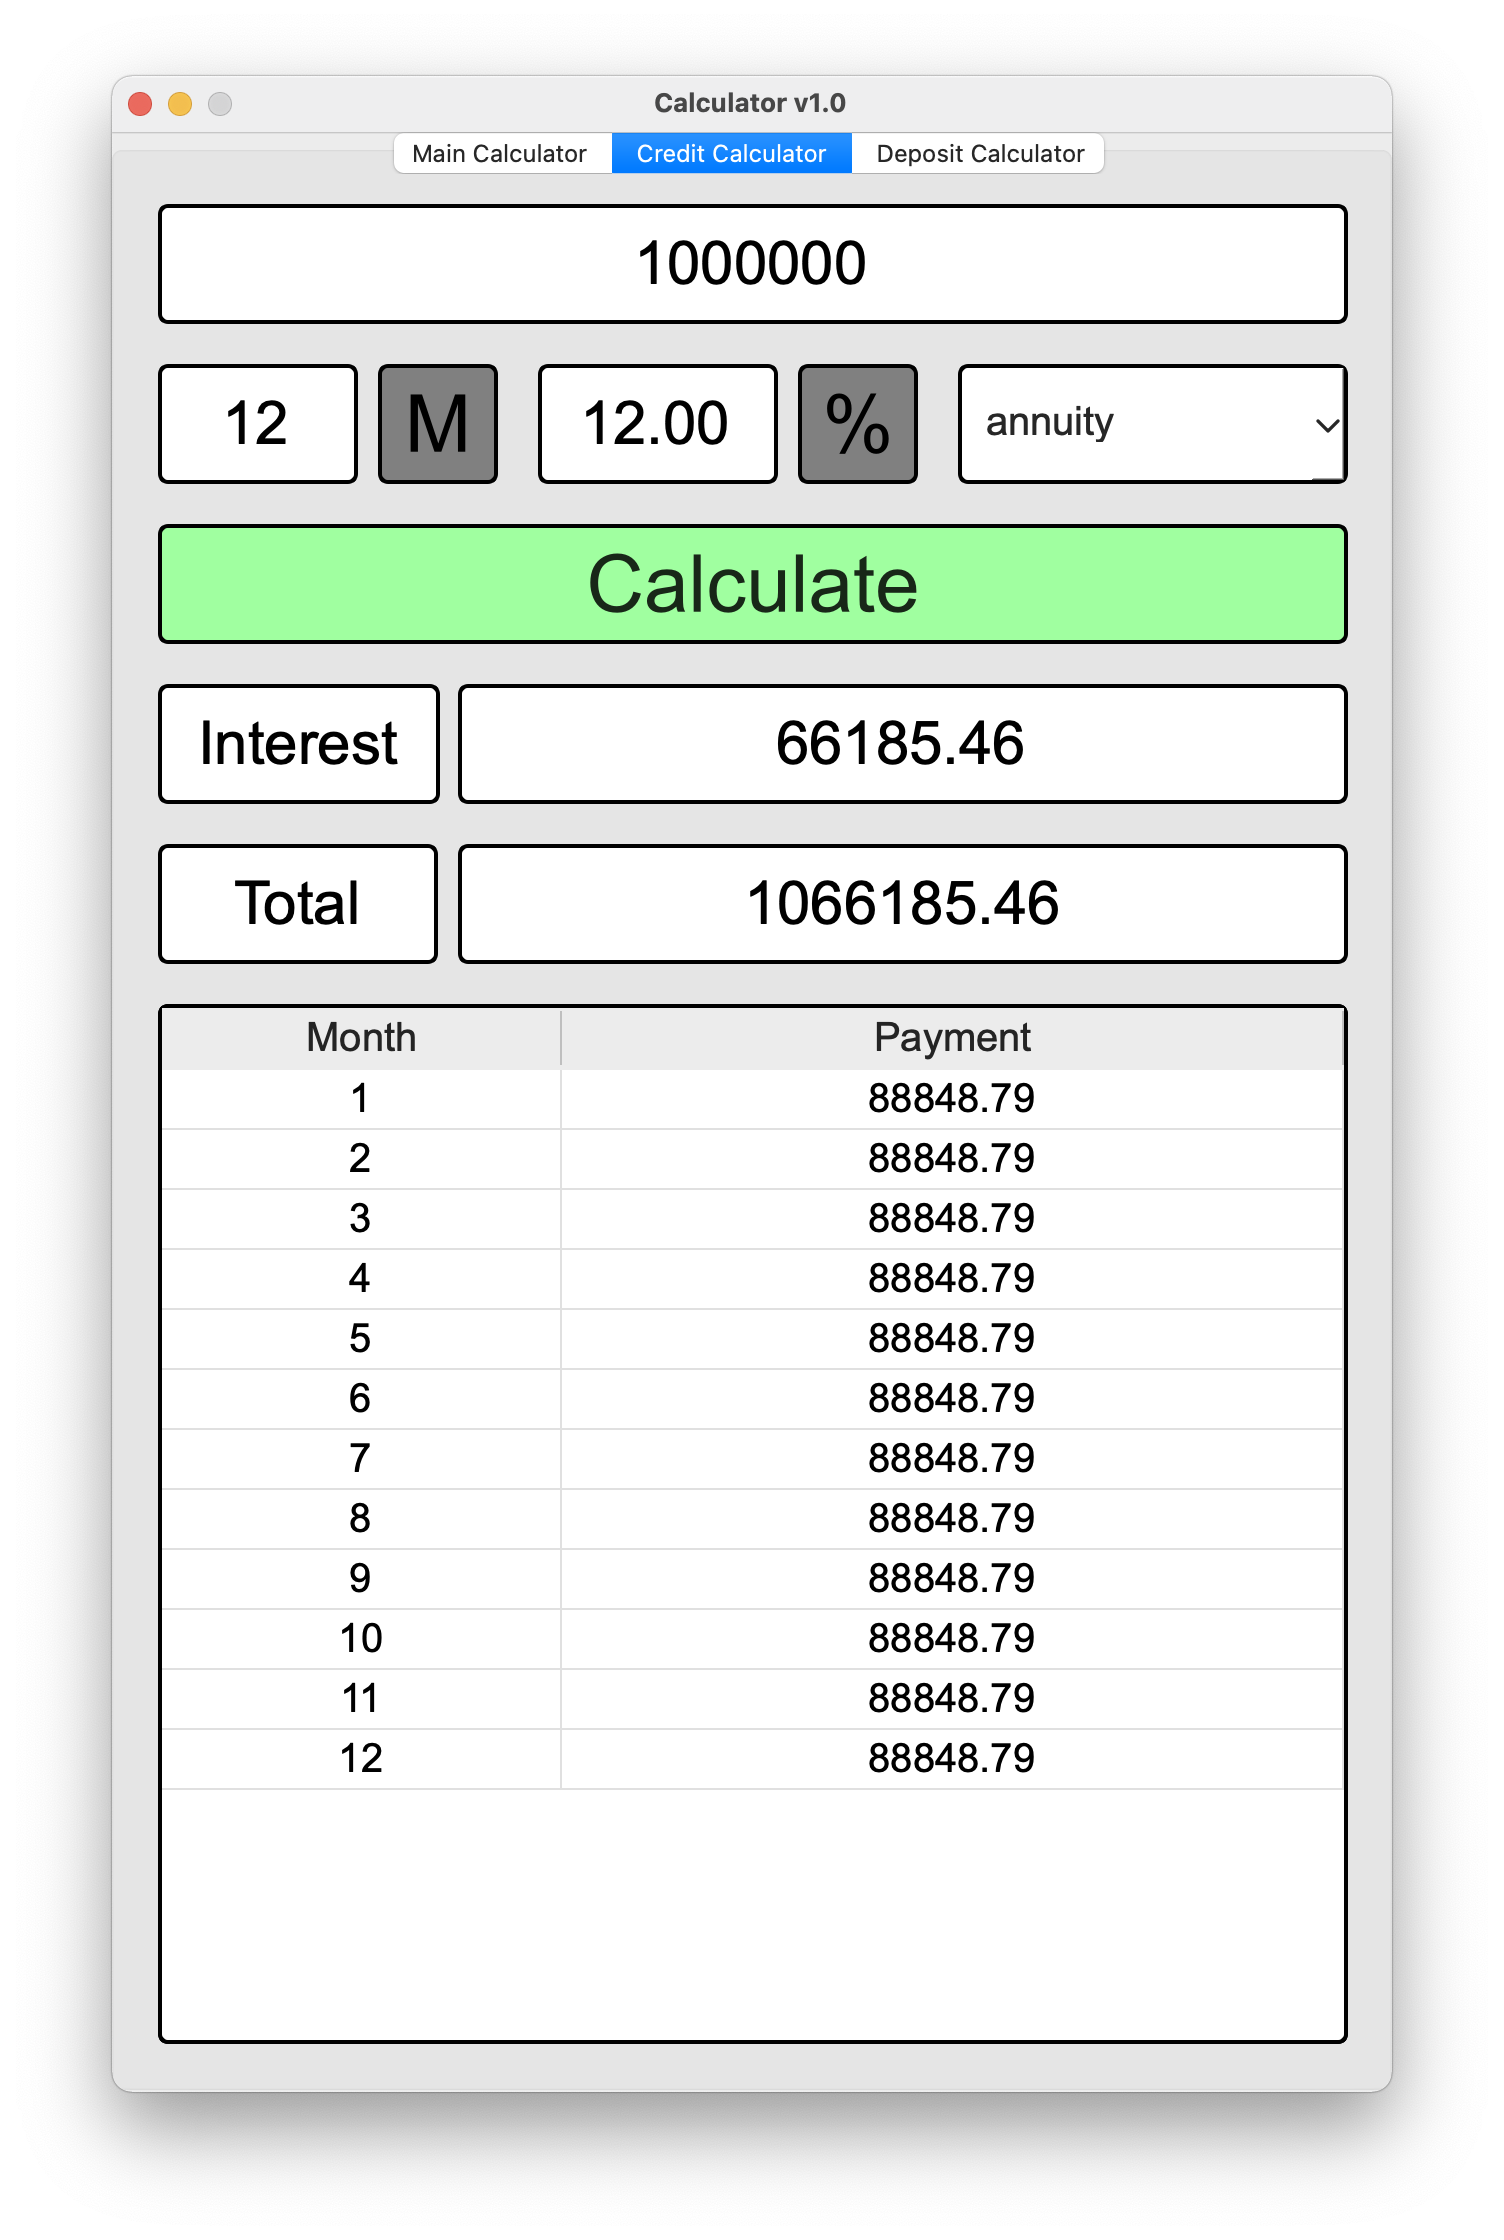 Calculator v1.0
Main Calculator Credit Calculator Deposit Calculator
1000000
12 M 12.00 % annuity
Calculate
Interest 66185.46
Total 1066185.46
Month Payment
1 88848.79
2 88848.79
3 88848.79
4 88848.79
5 88848.79
6 88848.79
7 88848.79
8 88848.79
9 88848.79
10 88848.79
11 88848.79
12 88848.79